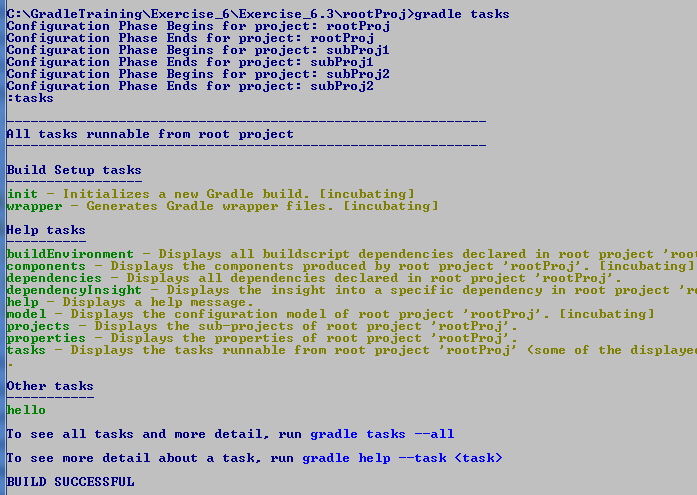 C:\GradleTraining\Exercise_6\Exercise_6.3\rootProj>gradle tasks
Configuration Phase Begins for project: rootProj
Configuration Phase Ends for project: rootProj
Configuration Phase Begins for project: subProj1
Configuration Phase Ends for project: subProj1
Configuration Phase Begins for project: subProj2
Configuration Phase Ends for project: subProj2
:tasks
------------------------------------------------------------
All tasks runnable from root project
------------------------------------------------------------
Build Setup tasks
-----------------
init - Initializes a new Gradle build. [incubating]
wrapper - Generates Gradle wrapper files. [incubating]
Help tasks
----------
buildEnvironment - Displays all buildscript dependencies declared in root project 'root
components - Displays the components produced by root project 'rootProj'. [incubating]
dependencies - Displays all dependencies declared in root project 'rootProj'.
dependencyInsight - Displays the insight into a specific dependency in root project 'ro
help - Displays a help message.
model - Displays the configuration model of root project 'rootProj'. [incubating]
projects - Displays the sub-projects of root project 'rootProj'.
properties - Displays the properties of root project 'rootProj'.
tasks - Displays the tasks runnable from root project 'rootProj' (some of the displayed
.
Other tasks
-----------
hello
To see all tasks and more detail, run gradle tasks --all
To see more detail about a task, run gradle help --task <task>
BUILD SUCCESSFUL